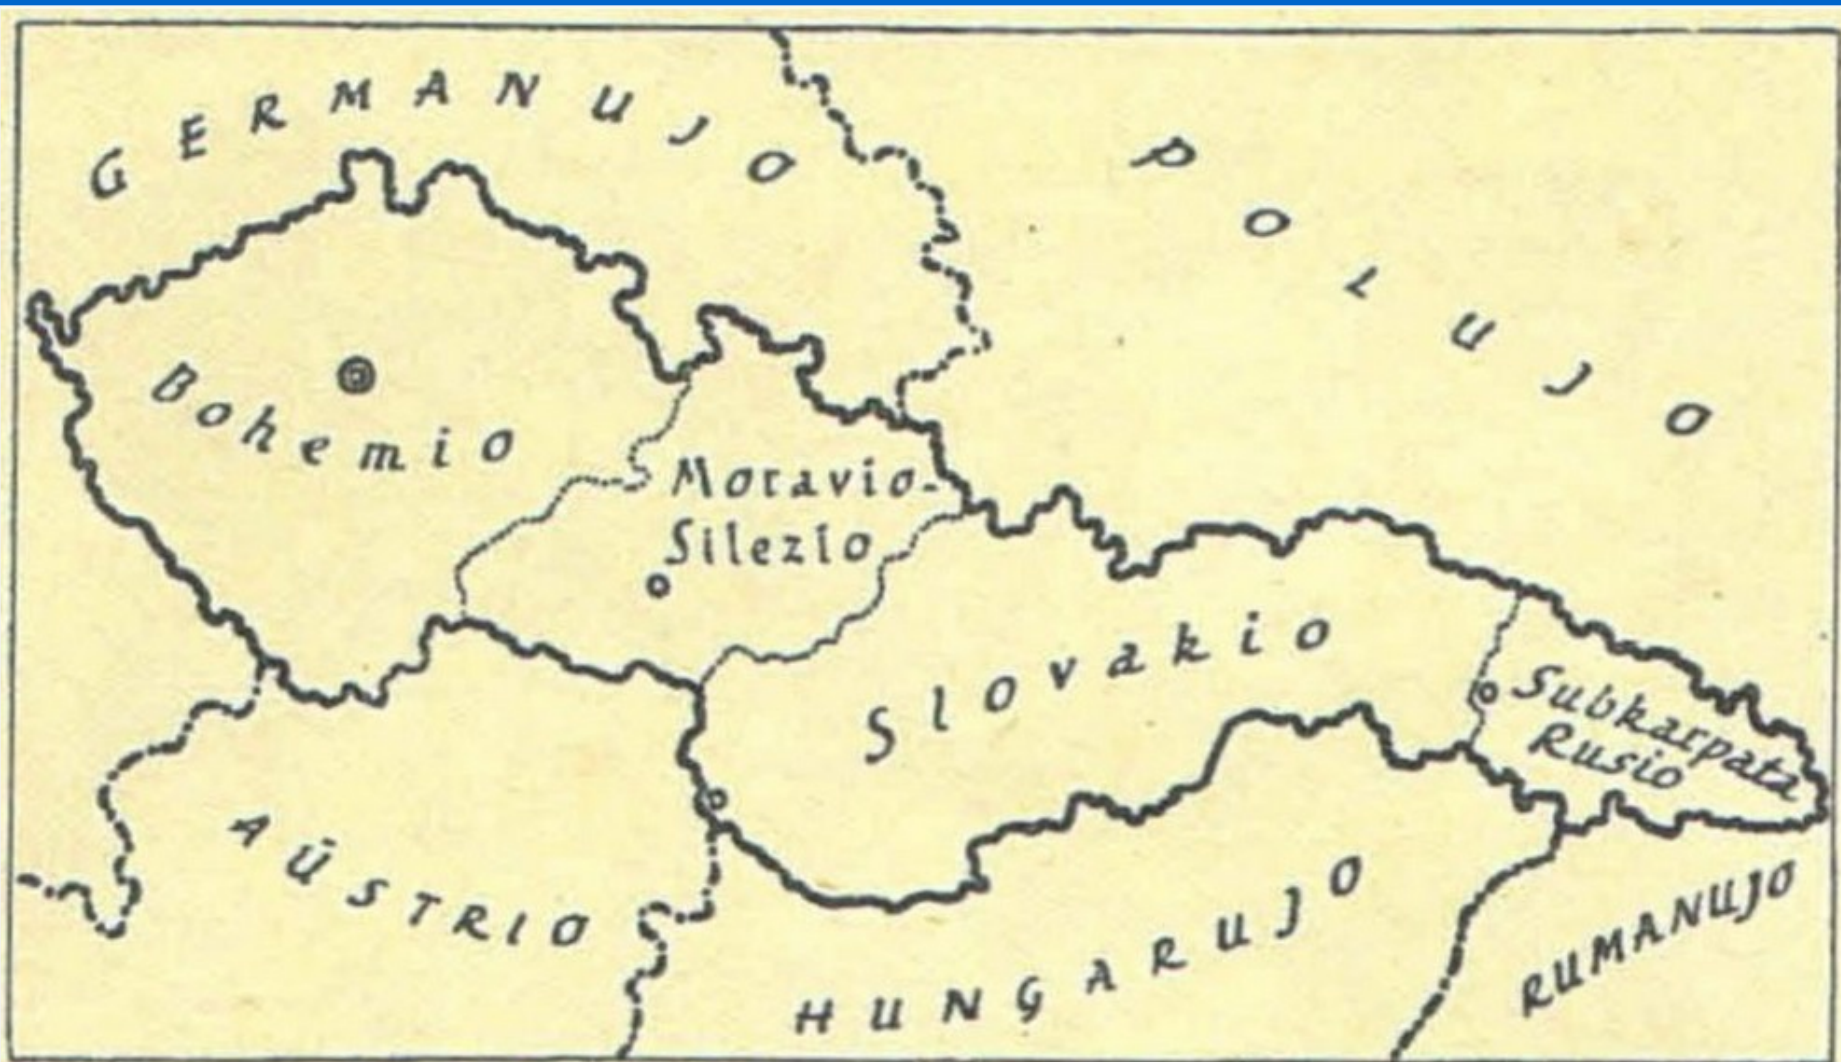 GERMANUJO
POLUJO
Bohemio
Moravio-
Silezio
Slovakio
Subkarpata
Rusio
AŬSTRIO
HUNGARUJO
RUMANUJO